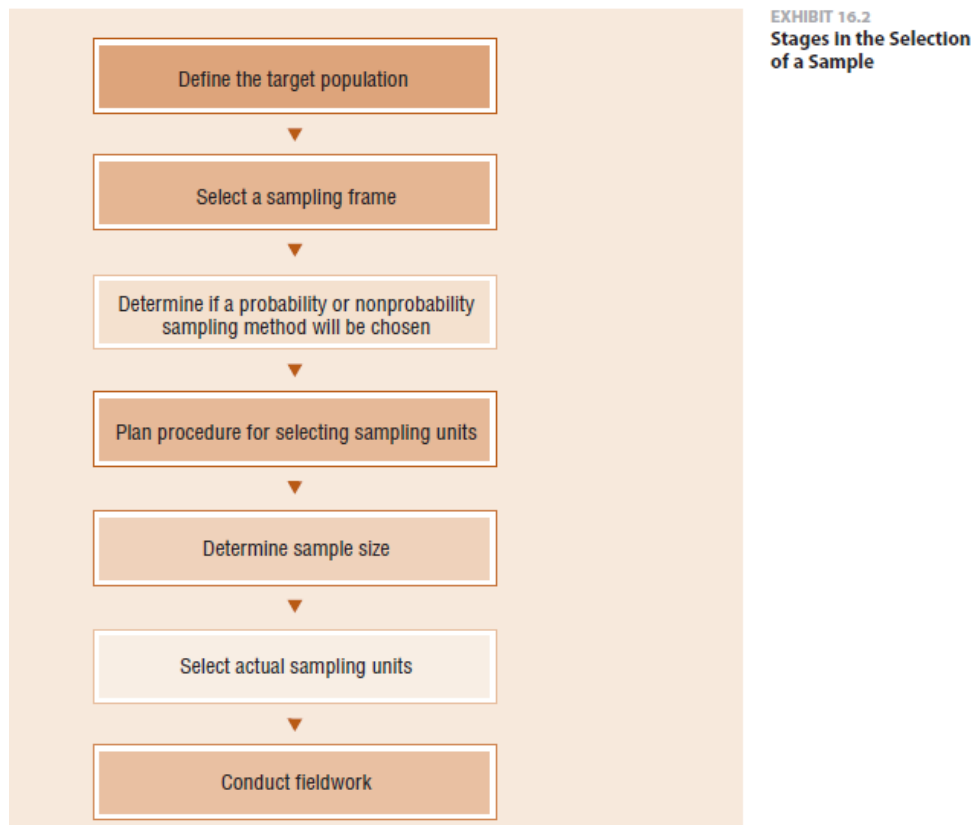 EXHIBIT 16.2
Stages in the Selection
of a Sample
Define the target population
Select a sampling frame
Determine if a probability or nonprobability
sampling method will be chosen
Plan procedure for selecting sampling units
Determine sample size
Select actual sampling units
Conduct fieldwork